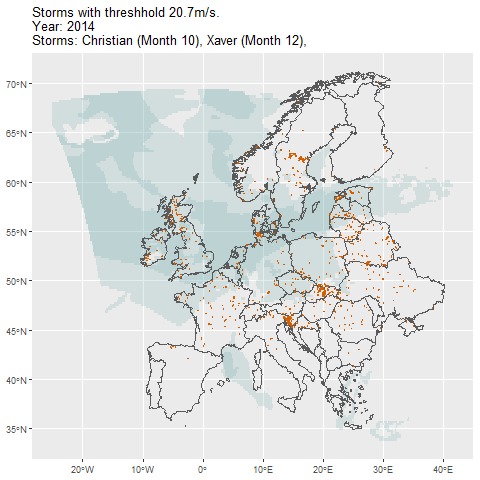 Storms with threshhold 20.7m/s.
Year: 2014
Storms: Christian (Month 10), Xaver (Month 12),
70°N
65°N
60°N
55°N
50°N
45°N
40°N
35°N
20°W
10°W
0°
10°E
20°E
30°E
40°E